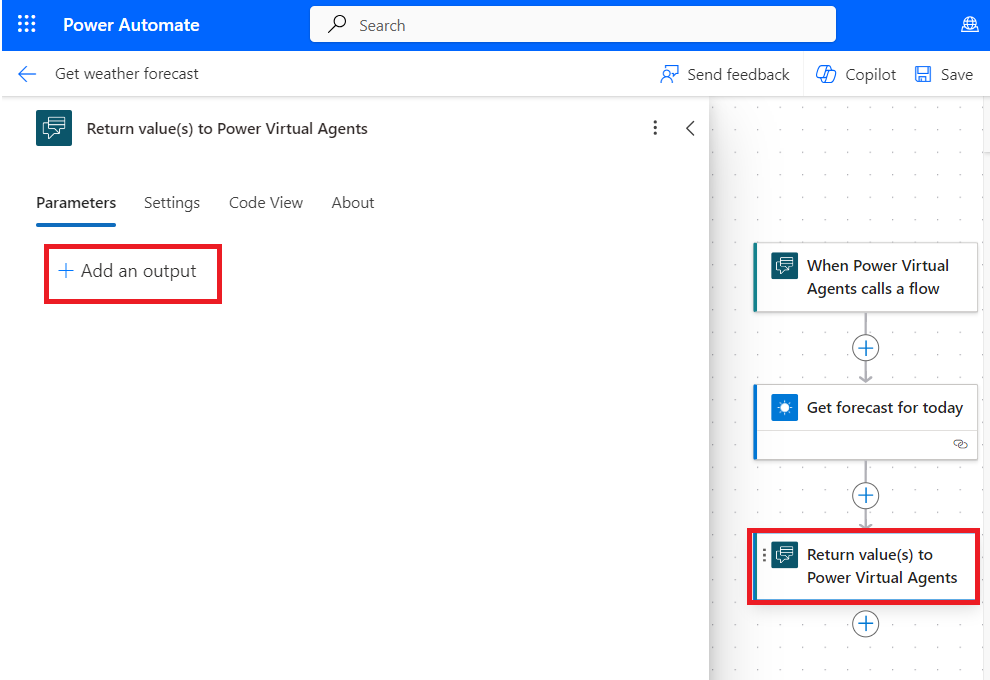 Power Automate
Search
Get weather forecast
Send feedback
Copilot
Save
Return value(s) to Power Virtual Agents
Parameters
Settings
Code View
About
+ Add an output
When Power Virtual
Agents calls a flow
Get forecast for today
Return value(s) to
Power Virtual Agents